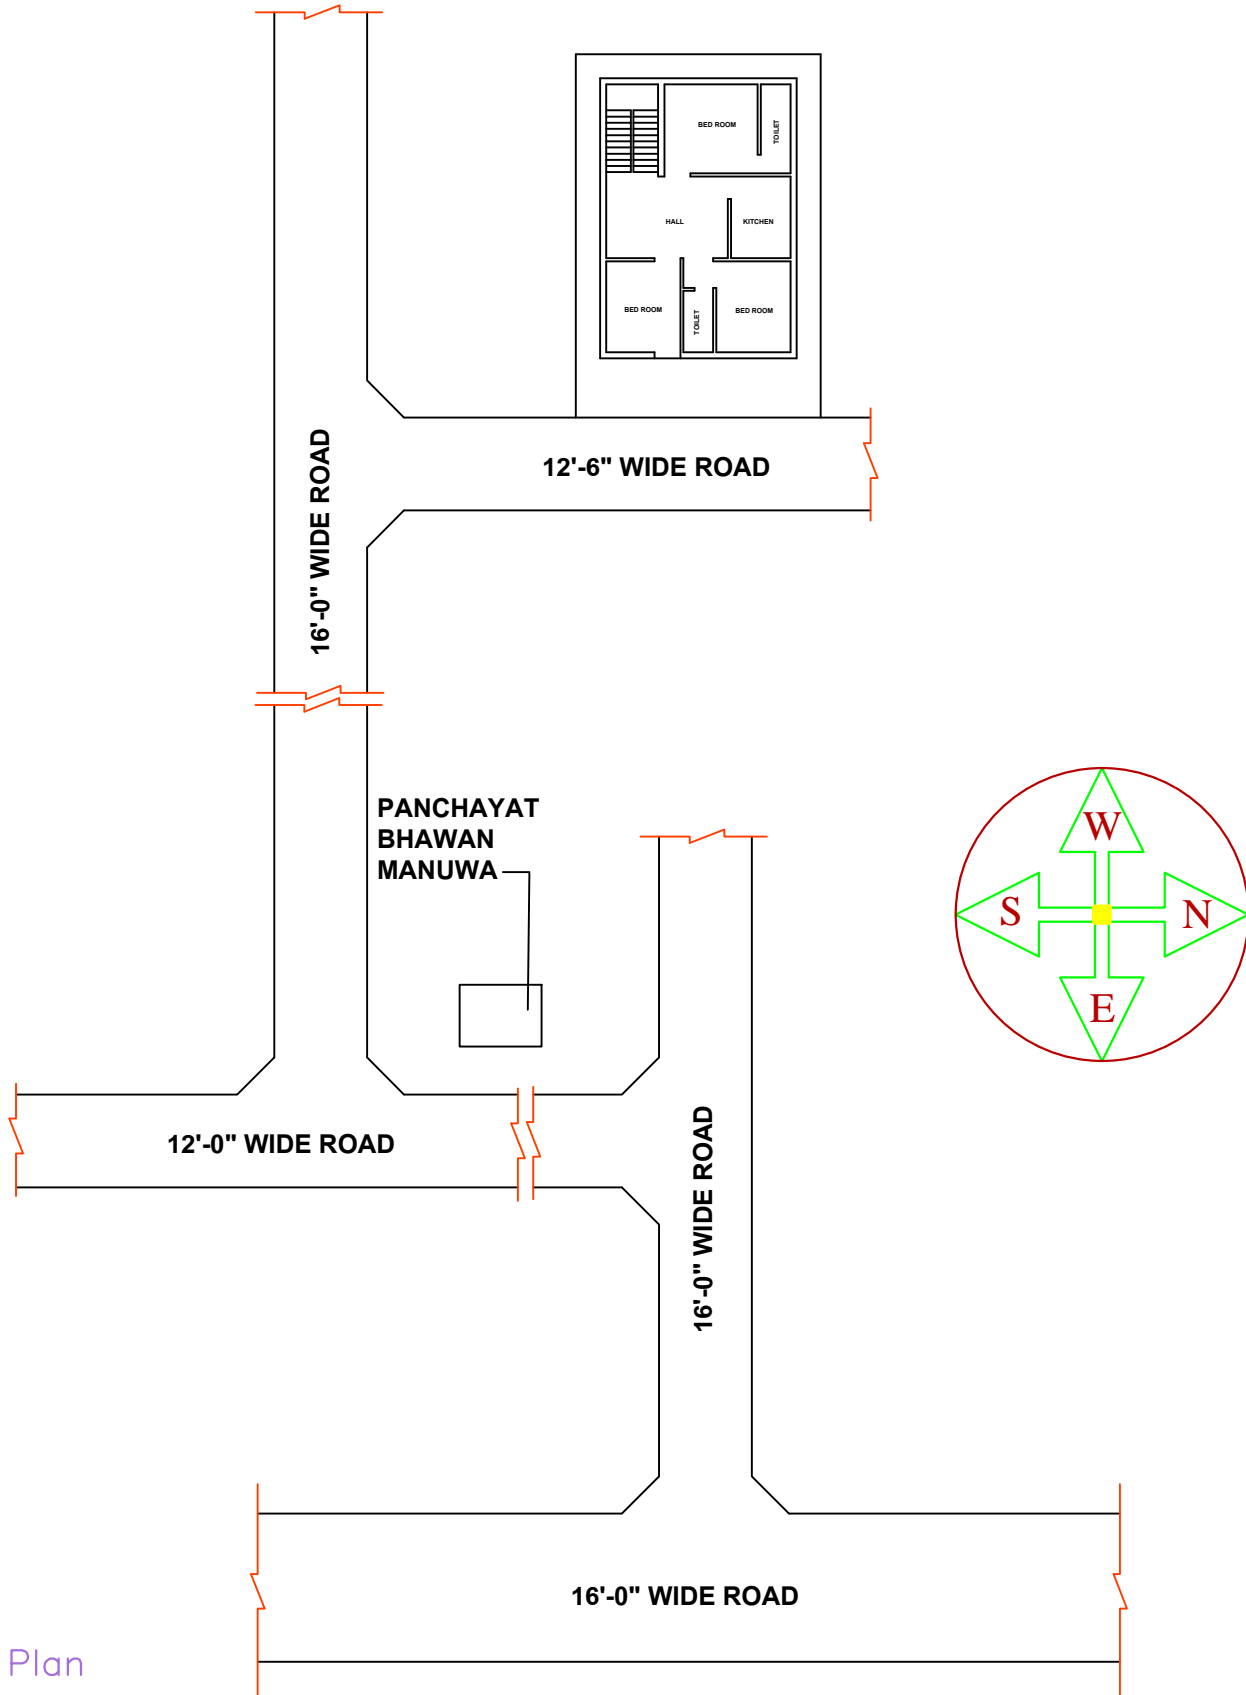 BED ROOM
TOILET
HALL
KITCHEN
BED ROOM
TOILET
BED ROOM
12'-6" WIDE ROAD
16'-0" WIDE ROAD
PANCHAYAT
BHAWAN
MANUWA
W
S
N
E
12'-0" WIDE ROAD
16'-0" WIDE ROAD
16'-0" WIDE ROAD
Plan